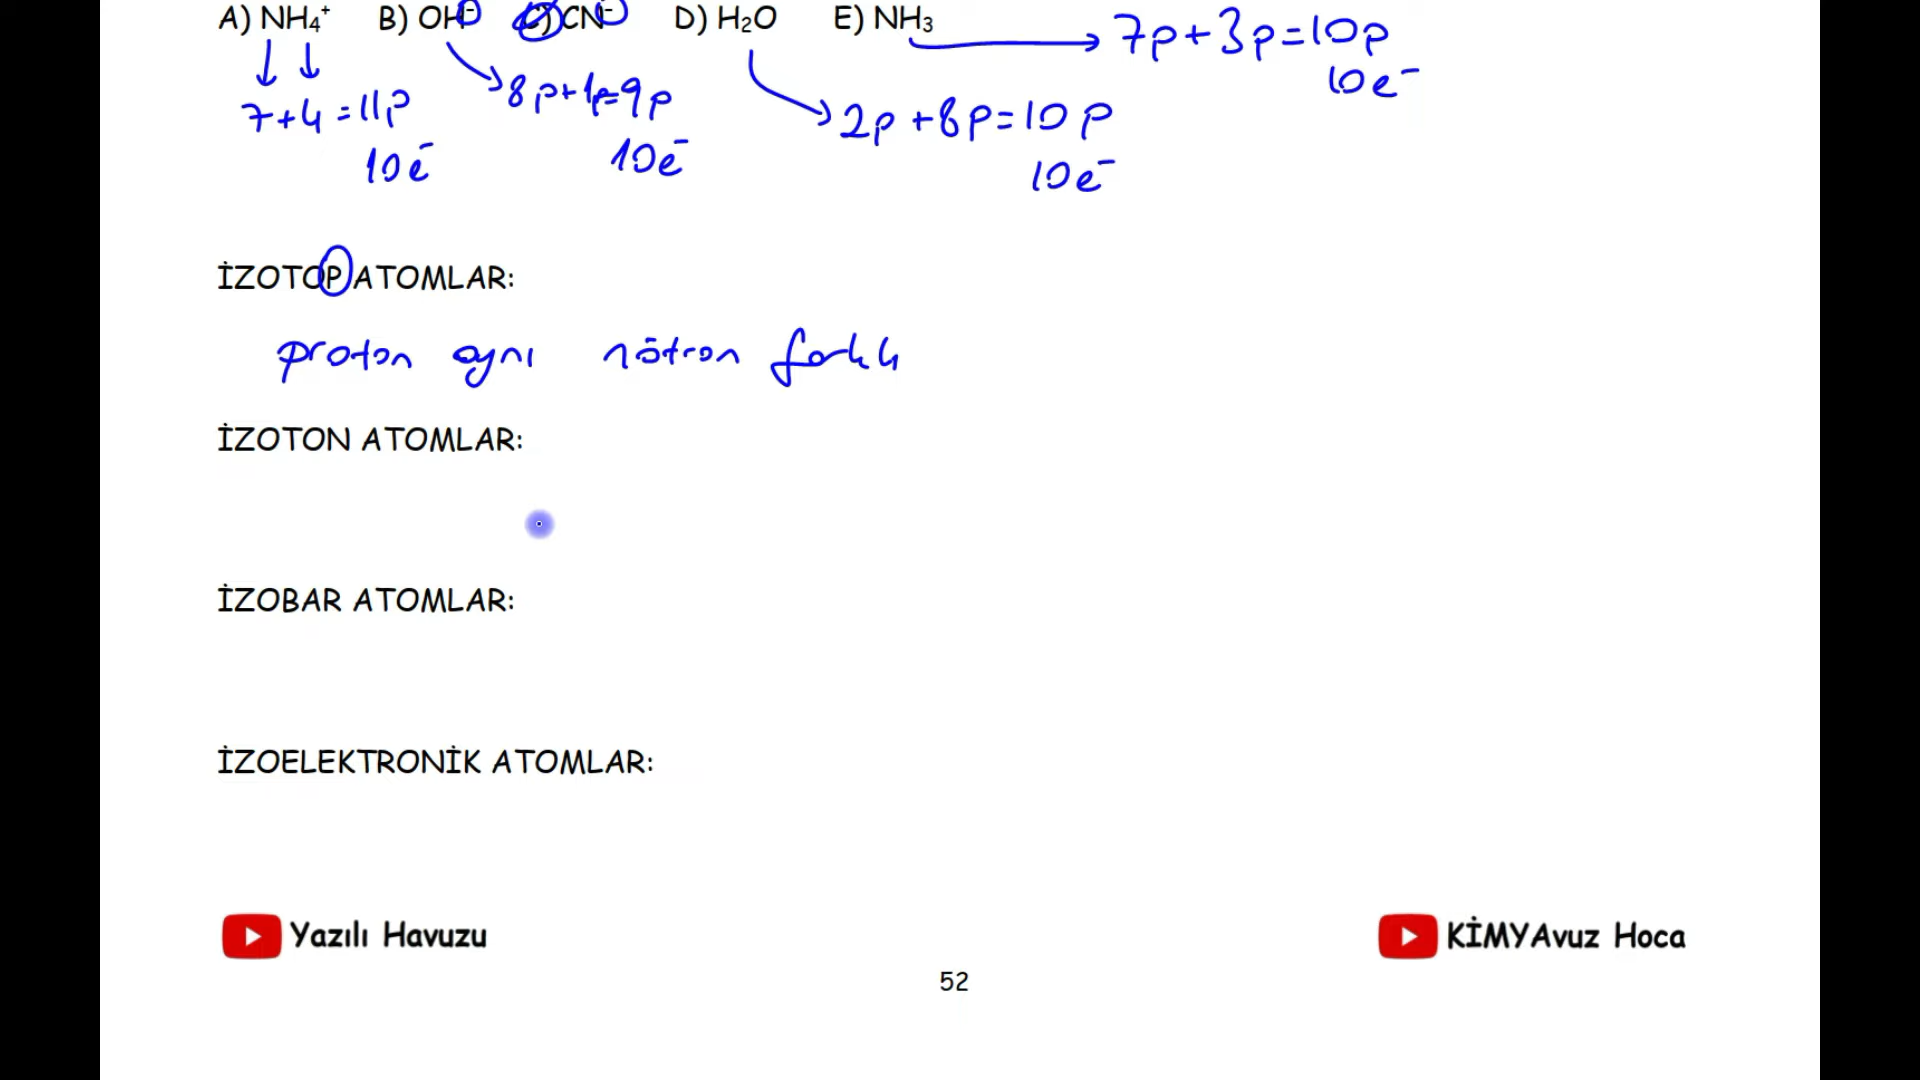 A) NH₄⁺ B) OH⁻ C) CN⁻ D) H₂O E) NH₃
7p+3p=10p
10e⁻
7+4=11p
10e⁻
8p+1p=9p
10e⁻
2p+8p=10p
10e⁻
İZOTOP ATOMLAR:
proton aynı nötron farklı
İZOTON ATOMLAR:
İZOBAR ATOMLAR:
İZOELEKTRONİK ATOMLAR:
Yazılı Havuzu
KİMYAvuz Hoca
52